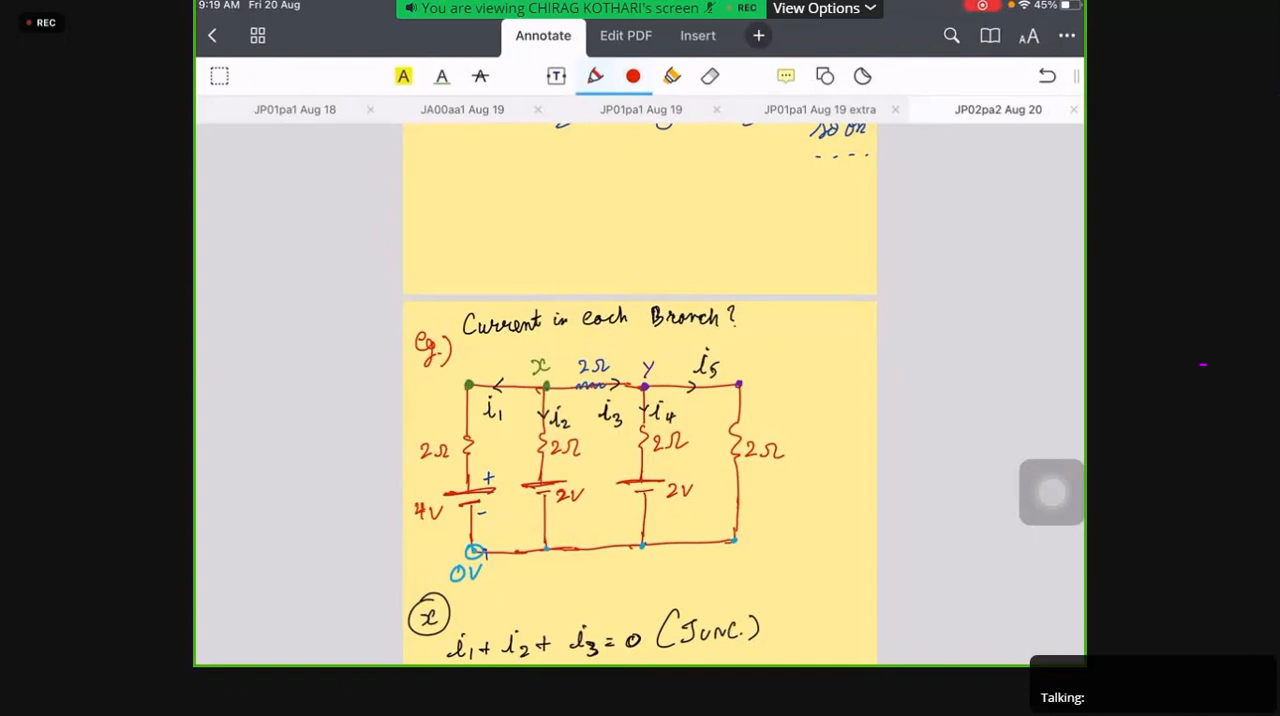 9:19 AM Fri 20 Aug
You are viewing CHIRAG KOTHARI's screen
REC
View Options
45%
REC
Annotate
Edit PDF
Insert
+
AA
A
A
A
T
JP01pa1 Aug 18
JA00aa1 Aug 19
JP01pa1 Aug 19
JP01pa1 Aug 19 extra
JP02pa2 Aug 20
so on
....
Current in each Branch?
eg.)
x
2Ω
Y
i5
i1
i2
i3
i4
2Ω
2Ω
2Ω
2Ω
+
4V
-
2V
2V
0V
x
i1 + i2 + i3 = 0 (Junc.)
Talking: